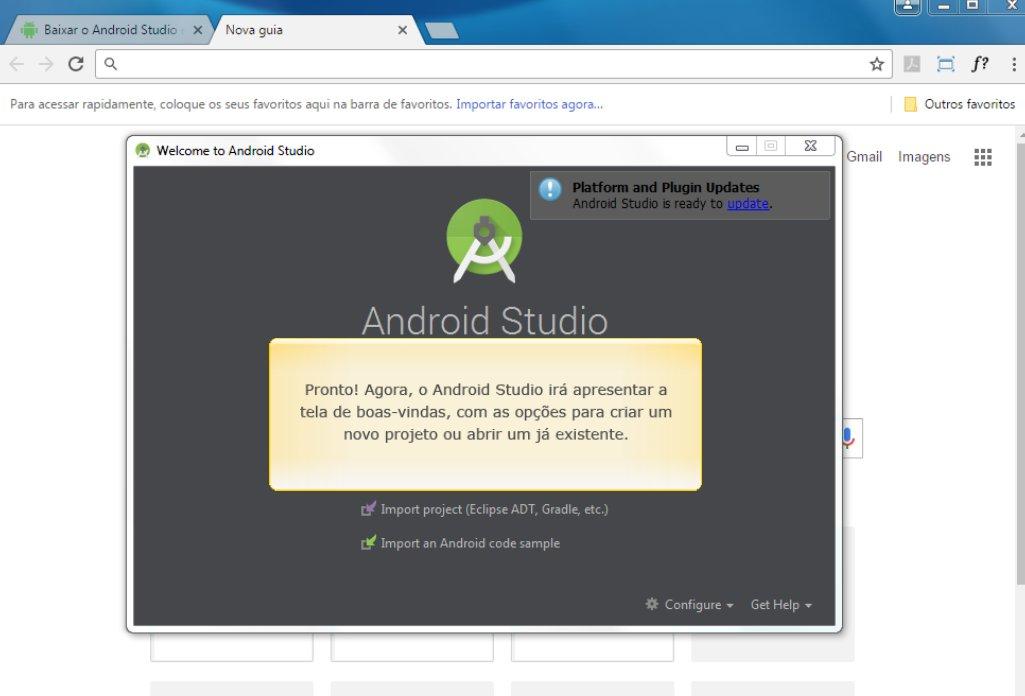 Baixar o Android Studio
Nova guia
f?
Para acessar rapidamente, coloque os seus favoritos aqui na barra de favoritos. Importar favoritos agora...
Outros favoritos
Welcome to Android Studio
Gmail
Imagens
Platform and Plugin Updates
Android Studio is ready to update.
Android Studio
Pronto! Agora, o Android Studio irá apresentar a
tela de boas-vindas, com as opções para criar um
novo projeto ou abrir um já existente.
Import project (Eclipse ADT, Gradle, etc.)
Import an Android code sample
Configure
Get Help